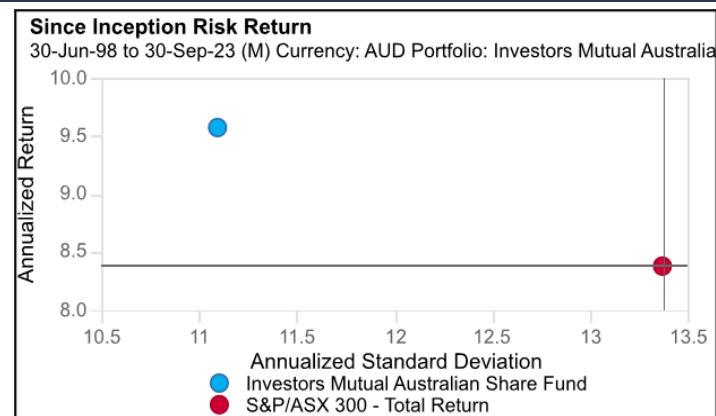 Since Inception Risk Return
30-Jun-98 to 30-Sep-23 (M) Currency: AUD Portfolio: Investors Mutual Australia
Annualized Return
10.0
9.5
9.0
8.5
8.0
10.5 11 11.5 12 12.5 13 13.5
Annualized Standard Deviation
Investors Mutual Australian Share Fund
S&P/ASX 300 - Total Return